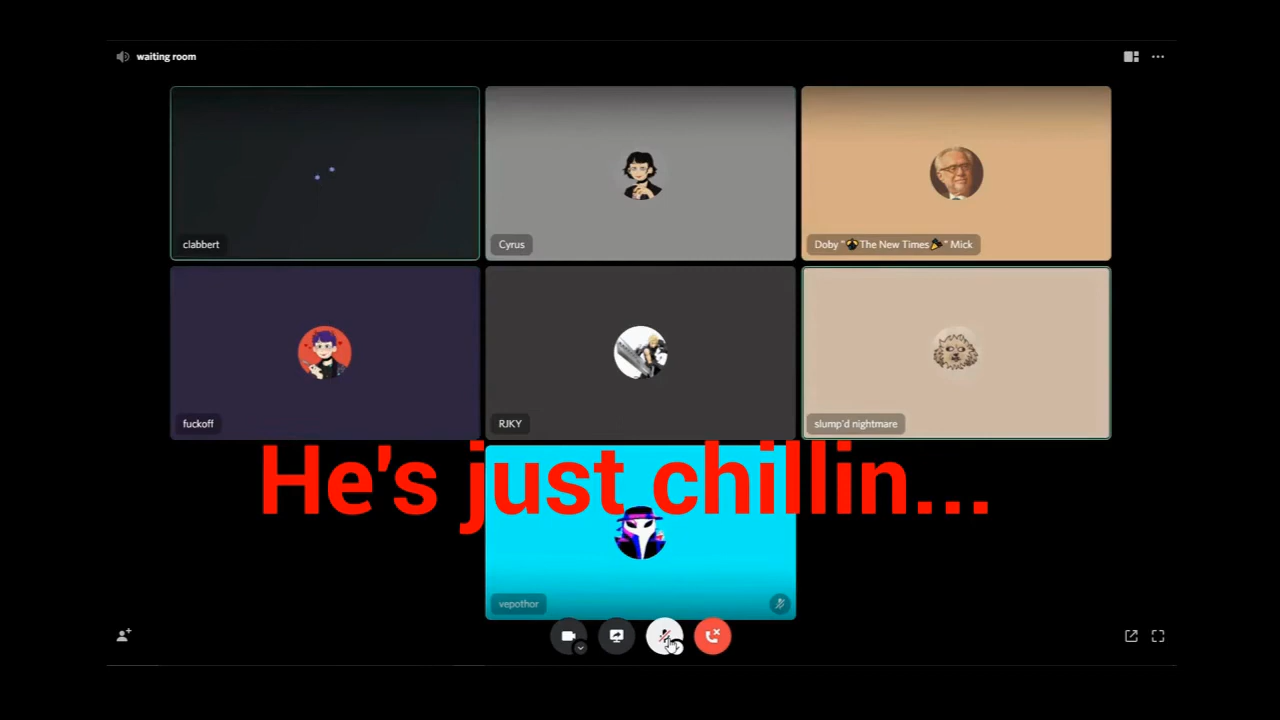 waiting room
clabbert
Cyrus
Doby "The New Times" Mick
fuckoff
RJKY
slump'd nightmare
He's just chillin...
vepothor